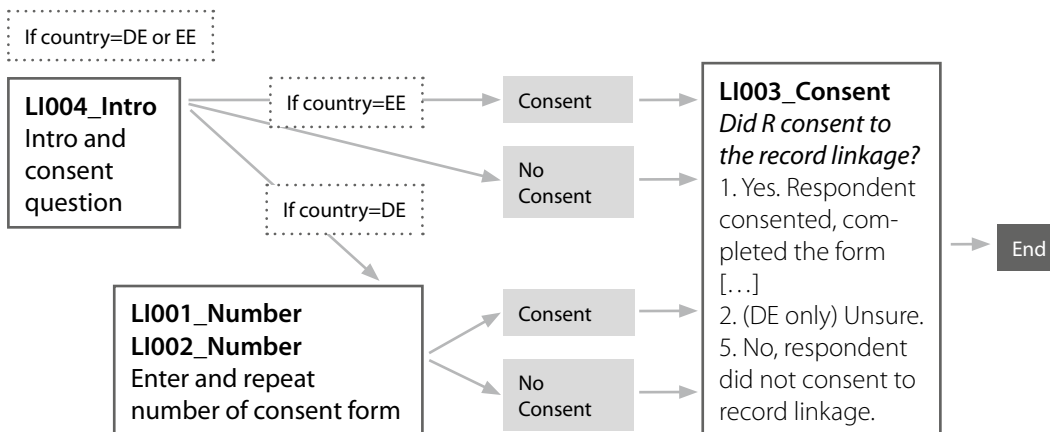 If country=DE or EE
LI004_Intro
Intro and
consent
question
If country=EE
If country=DE
Consent
No
Consent
LI001_Number
LI002_Number
Enter and repeat
number of consent form
Consent
No
Consent
LI003_Consent
Did R consent to
the record linkage?
1. Yes. Respondent
consented, com-
pleted the form
[…]
2. (DE only) Unsure.
5. No, respondent
did not consent to
record linkage.
End